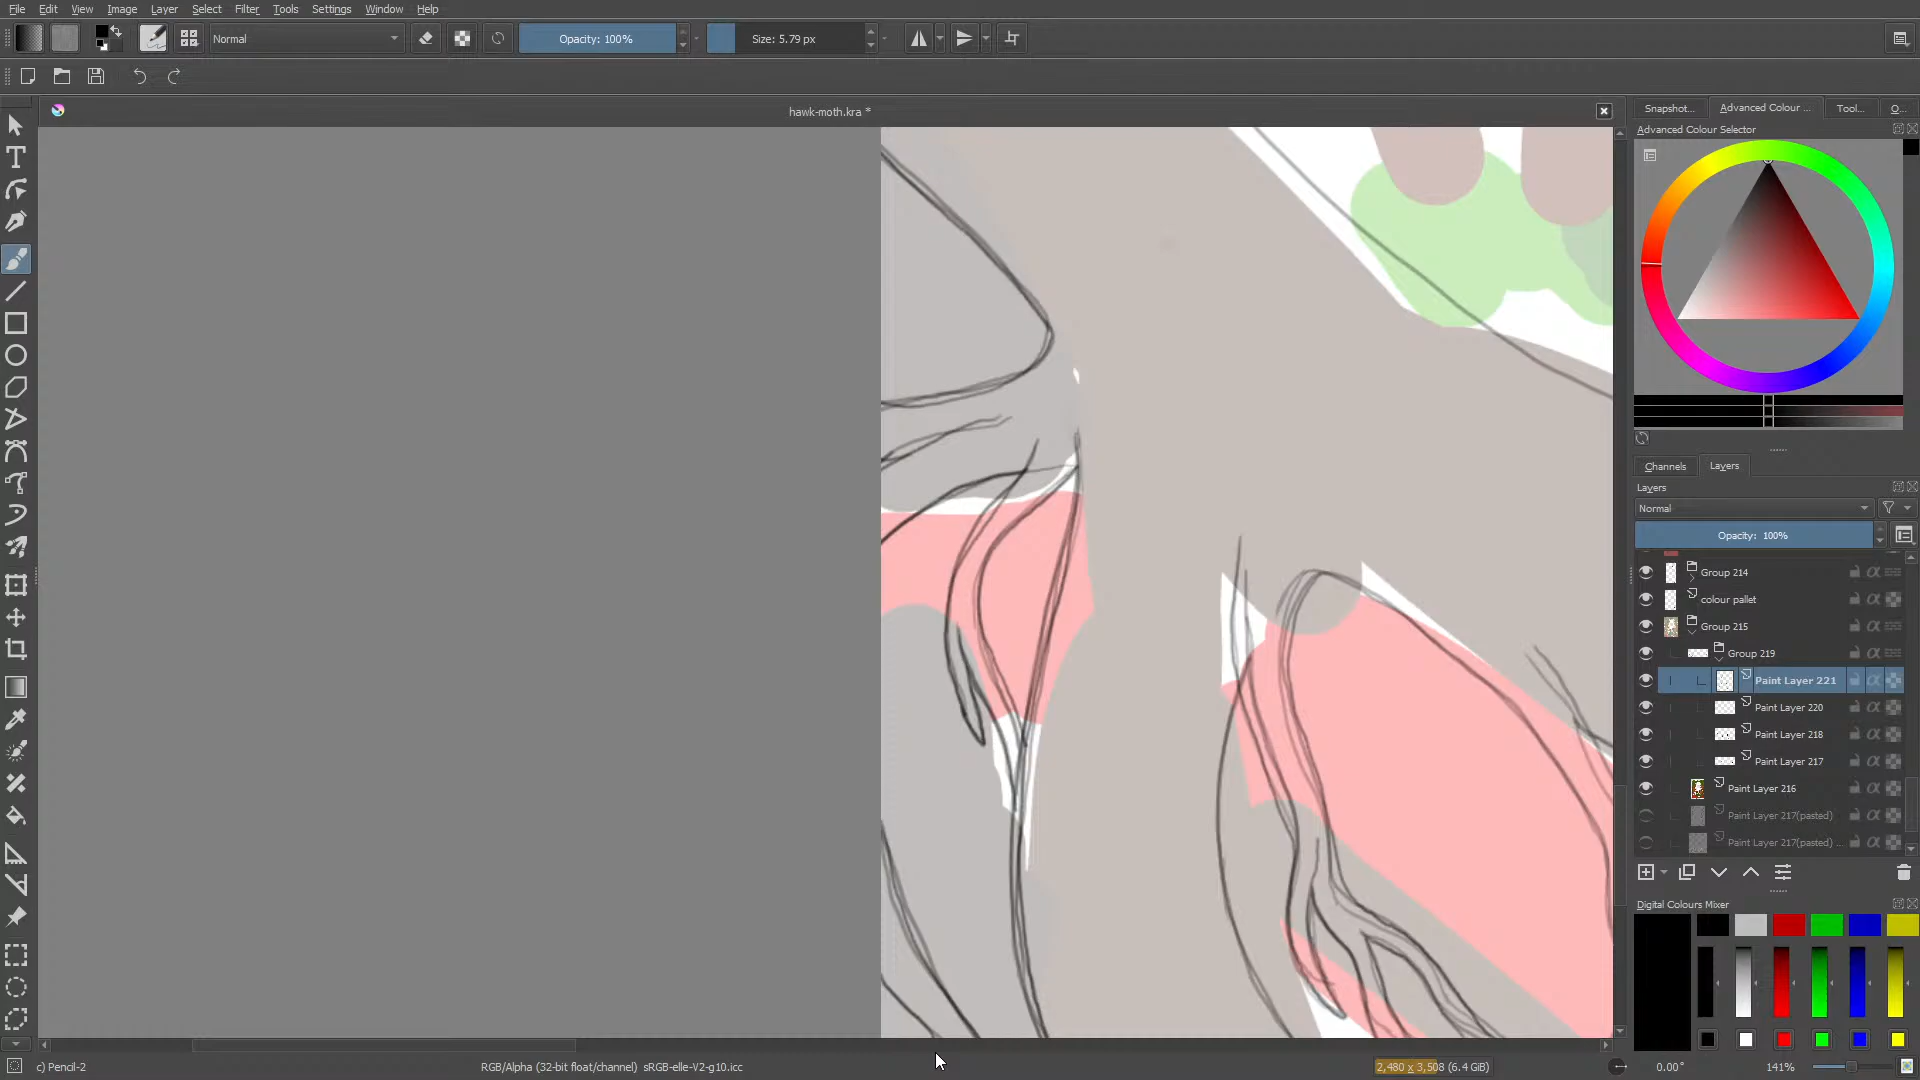 File Edit View Image Layer Select Filter Tools Settings Window Help
Normal Opacity: 100% Size: 5.79 px
hawk-moth.kra *
Snapshot... Advanced Colour ... Tool... O...
Advanced Colour Selector
Channels Layers
Layers
Normal
Opacity: 100%
Group 214
colour pallet
Group 215
Group 219
Paint Layer 221
Paint Layer 220
Paint Layer 218
Paint Layer 217
Paint Layer 216
Paint Layer 217(pasted)
Paint Layer 217(pasted) ...
Digital Colours Mixer
c) Pencil-2 RGB/Alpha (32-bit float/channel) sRGB-elle-V2-g10.icc 2,480 x 3,508 (6.4 GiB) 0.00° 141%